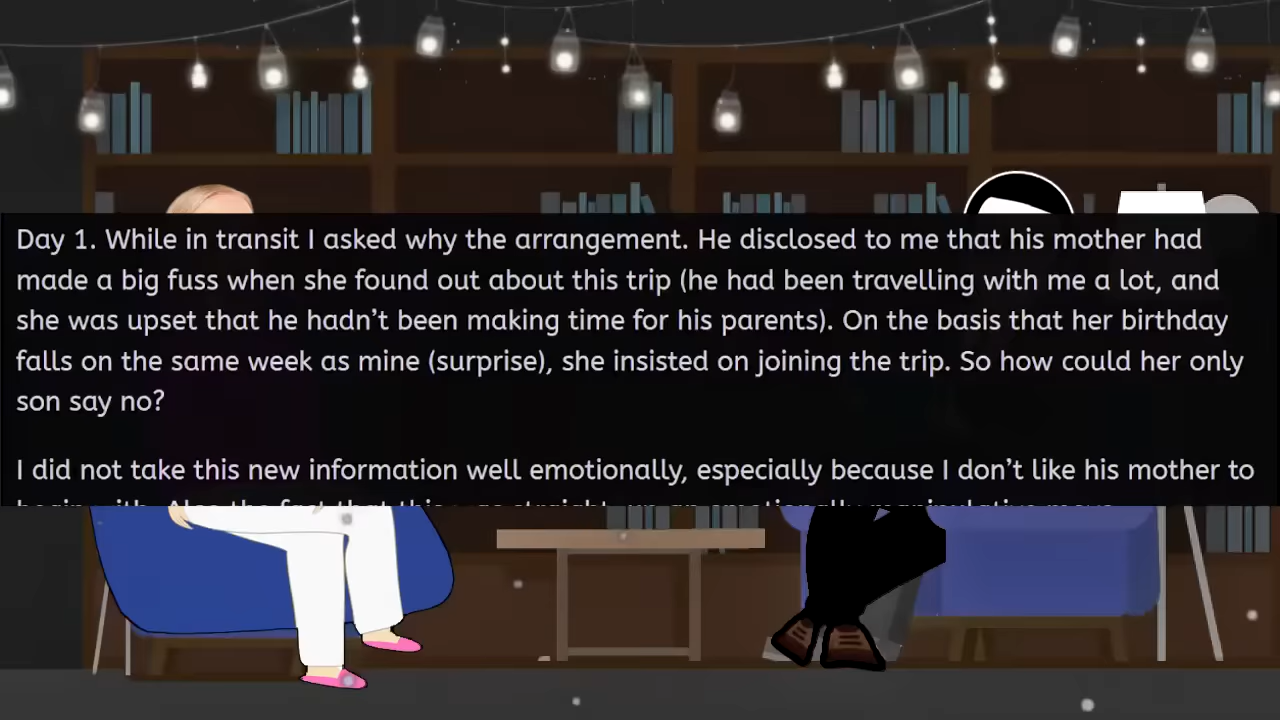 Day 1. While in transit I asked why the arrangement. He disclosed to me that his mother had
made a big fuss when she found out about this trip (he had been travelling with me a lot, and
she was upset that he hadn’t been making time for his parents). On the basis that her birthday
falls on the same week as mine (surprise), she insisted on joining the trip. So how could her only
son say no?
I did not take this new information well emotionally, especially because I don’t like his mother to